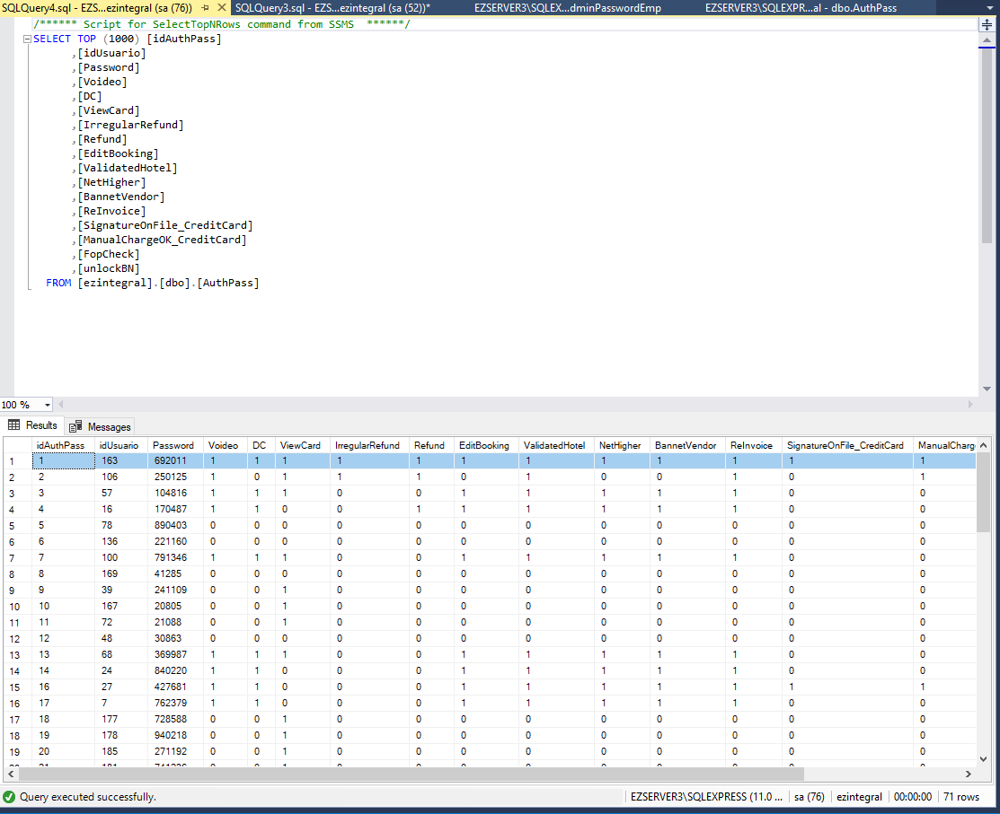 SQLQuery4.sql - EZS...ezintegral (sa (76)) SQLQuery3.sql - EZS...ezintegral (sa (52))* EZSERVER3\SQLEX...dminPasswordEmp EZSERVER3\SQLEXPR...al - dbo.AuthPass
/****** Script for SelectTopNRows command from SSMS ******/
SELECT TOP (1000) [idAuthPass]
,[idUsuario]
,[Password]
,[Voideo]
,[DC]
,[ViewCard]
,[IrregularRefund]
,[Refund]
,[EditBooking]
,[ValidatedHotel]
,[NetHigher]
,[BannetVendor]
,[ReInvoice]
,[SignatureOnFile_CreditCard]
,[ManualChargeOK_CreditCard]
,[FopCheck]
,[unlockBN]
FROM [ezintegral].[dbo].[AuthPass]
100 %
Results Messages
idAuthPass idUsuario Password Voideo DC ViewCard IrregularRefund Refund EditBooking ValidatedHotel NetHigher BannetVendor ReInvoice SignatureOnFile_CreditCard ManualCharge
1 1 163 692011 1 1 1 1 1 1 1 1 1 1 1 1
2 2 106 250125 1 0 1 1 1 0 1 0 0 1 0 1
3 3 57 104816 1 1 1 0 0 1 1 1 1 1 0 0
4 4 16 170487 1 1 0 0 1 1 1 1 1 1 0 0
5 5 78 890403 0 0 0 0 0 0 0 0 0 0 0 0
6 6 136 221160 0 0 0 0 0 0 0 0 0 0 0 0
7 7 100 791346 1 1 1 0 0 1 1 1 1 1 0 0
8 8 169 41285 0 0 0 0 0 0 0 0 0 0 0 0
9 9 39 241109 0 0 1 0 0 0 0 0 0 0 0 0
10 10 167 20805 0 0 1 0 0 0 0 0 0 0 0 0
11 11 72 21088 0 0 1 0 0 0 0 0 0 0 0 0
12 12 48 30863 0 0 0 0 0 0 0 0 0 0 0 0
13 13 68 369987 1 1 1 0 0 1 1 1 1 1 0 0
14 14 24 840220 1 1 0 0 0 1 1 1 1 1 0 0
15 16 27 427681 1 1 0 0 0 1 1 1 1 1 1 1
16 17 7 762379 1 1 0 0 0 1 1 1 1 1 0 0
17 18 177 728588 0 0 1 0 0 0 0 0 0 0 0 0
18 19 178 940218 0 0 1 0 0 0 0 0 0 0 0 0
19 20 185 271192 0 0 1 0 0 0 0 0 0 0 0 0
Query executed successfully. EZSERVER3\SQLEXPRESS (11.0 ... sa (76) ezintegral 00:00:00 71 rows